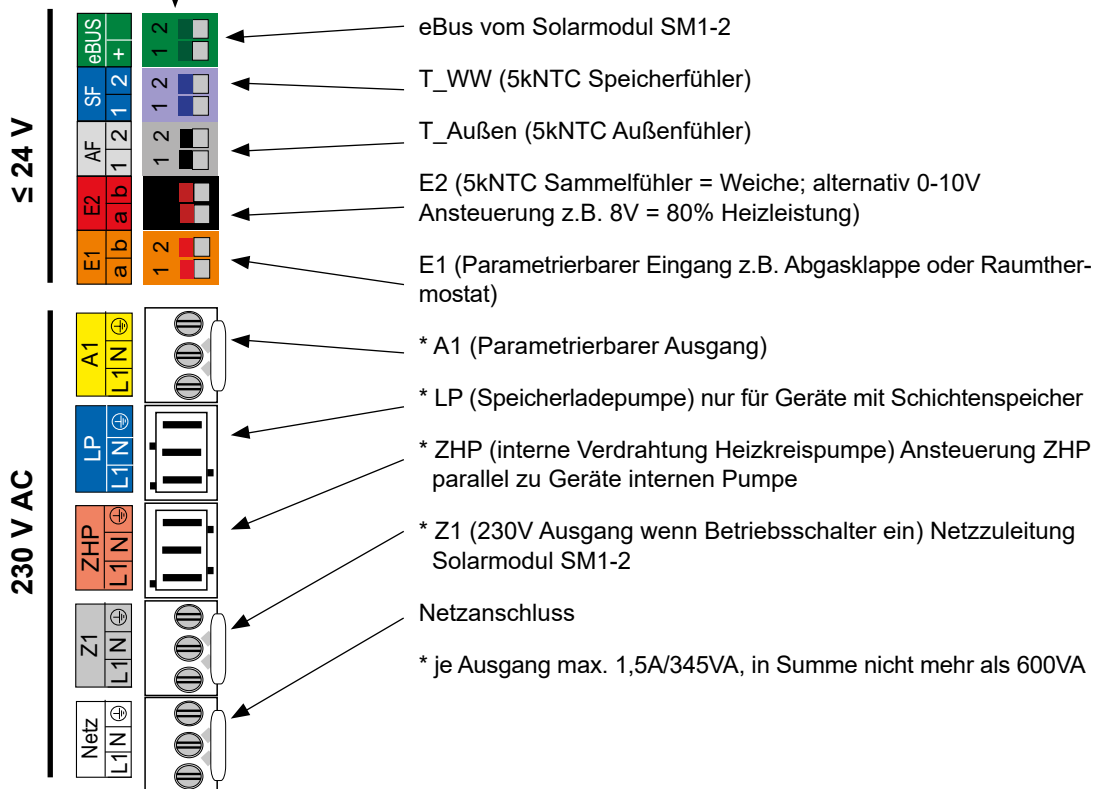 ≤ 24 V
eBUS
+
1 2
eBus vom Solarmodul SM1-2
SF
1 2
1 2
T_WW (5kNTC Speicherfühler)
AF
1 2
1 2
T_Außen (5kNTC Außenfühler)
E2
a b
E2 (5kNTC Sammelfühler = Weiche; alternativ 0-10V
Ansteuerung z.B. 8V = 80% Heizleistung)
E1
a b
1 2
E1 (Parametrierbarer Eingang z.B. Abgasklappe oder Raumther-
mostat)
230 V AC
A1
L1 N
* A1 (Parametrierbarer Ausgang)
LP
L1 N
* LP (Speicherladepumpe) nur für Geräte mit Schichtenspeicher
ZHP
L1 N
* ZHP (interne Verdrahtung Heizkreispumpe) Ansteuerung ZHP
parallel zu Geräte internen Pumpe
Z1
L1 N
* Z1 (230V Ausgang wenn Betriebsschalter ein) Netzzuleitung
Solarmodul SM1-2
Netz
L1 N
Netzanschluss
* je Ausgang max. 1,5A/345VA, in Summe nicht mehr als 600VA